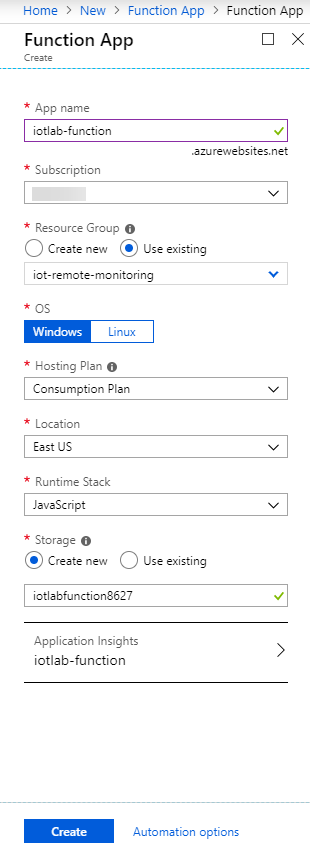 Home > New > Function App > Function App
Function App
Create
* App name
iotlab-function
.azurewebsites.net
* Subscription
* Resource Group
Create new Use existing
iot-remote-monitoring
* OS
Windows Linux
* Hosting Plan
Consumption Plan
* Location
East US
* Runtime Stack
JavaScript
* Storage
Create new Use existing
iotlabfunction8627
Application Insights
iotlab-function
Create Automation options